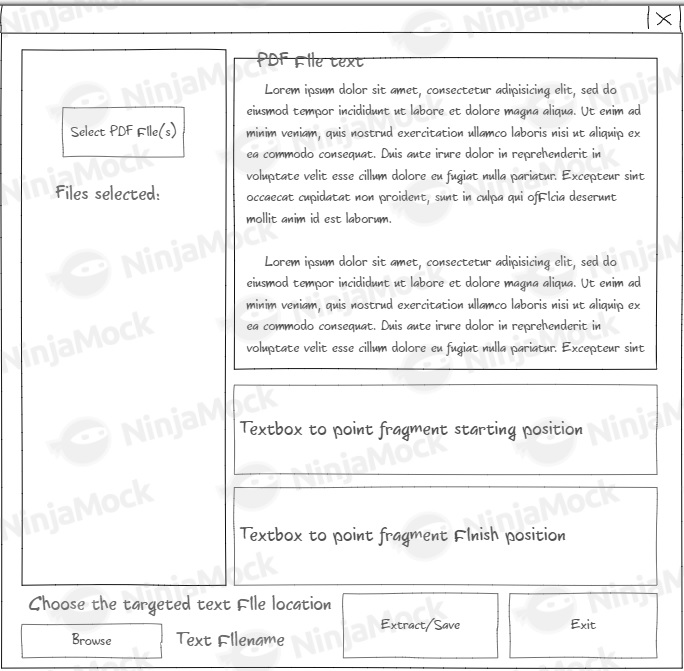 Select PDF FIle(s)
Files selected:
PDF FIle text
Lorem ipsum dolor sit amet, consectetur adipisicing elit, sed do
eiusmod tempor incididunt ut labore et dolore magna aliqua. Ut enim ad
minim veniam, quis nostrud exercitation ullamco laboris nisi ut aliquip ex
ea commodo consequat. Duis aute irure dolor in reprehenderit in
voluptate velit esse cillum dolore eu fugiat nulla pariatur. Excepteur sint
occaecat cupidatat non proident, sunt in culpa qui ofFIcia deserunt
mollit anim id est laborum.
Lorem ipsum dolor sit amet, consectetur adipisicing elit, sed do
eiusmod tempor incididunt ut labore et dolore magna aliqua. Ut enim ad
minim veniam, quis nostrud exercitation ullamco laboris nisi ut aliquip ex
ea commodo consequat. Duis aute irure dolor in reprehenderit in
voluptate velit esse cillum dolore eu fugiat nulla pariatur. Excepteur sint
Textbox to point fragment starting position
Textbox to point fragment FInish position
Choose the targeted text FIle location
Browse
Text FIlename
Extract/Save
Exit
NinjaMock